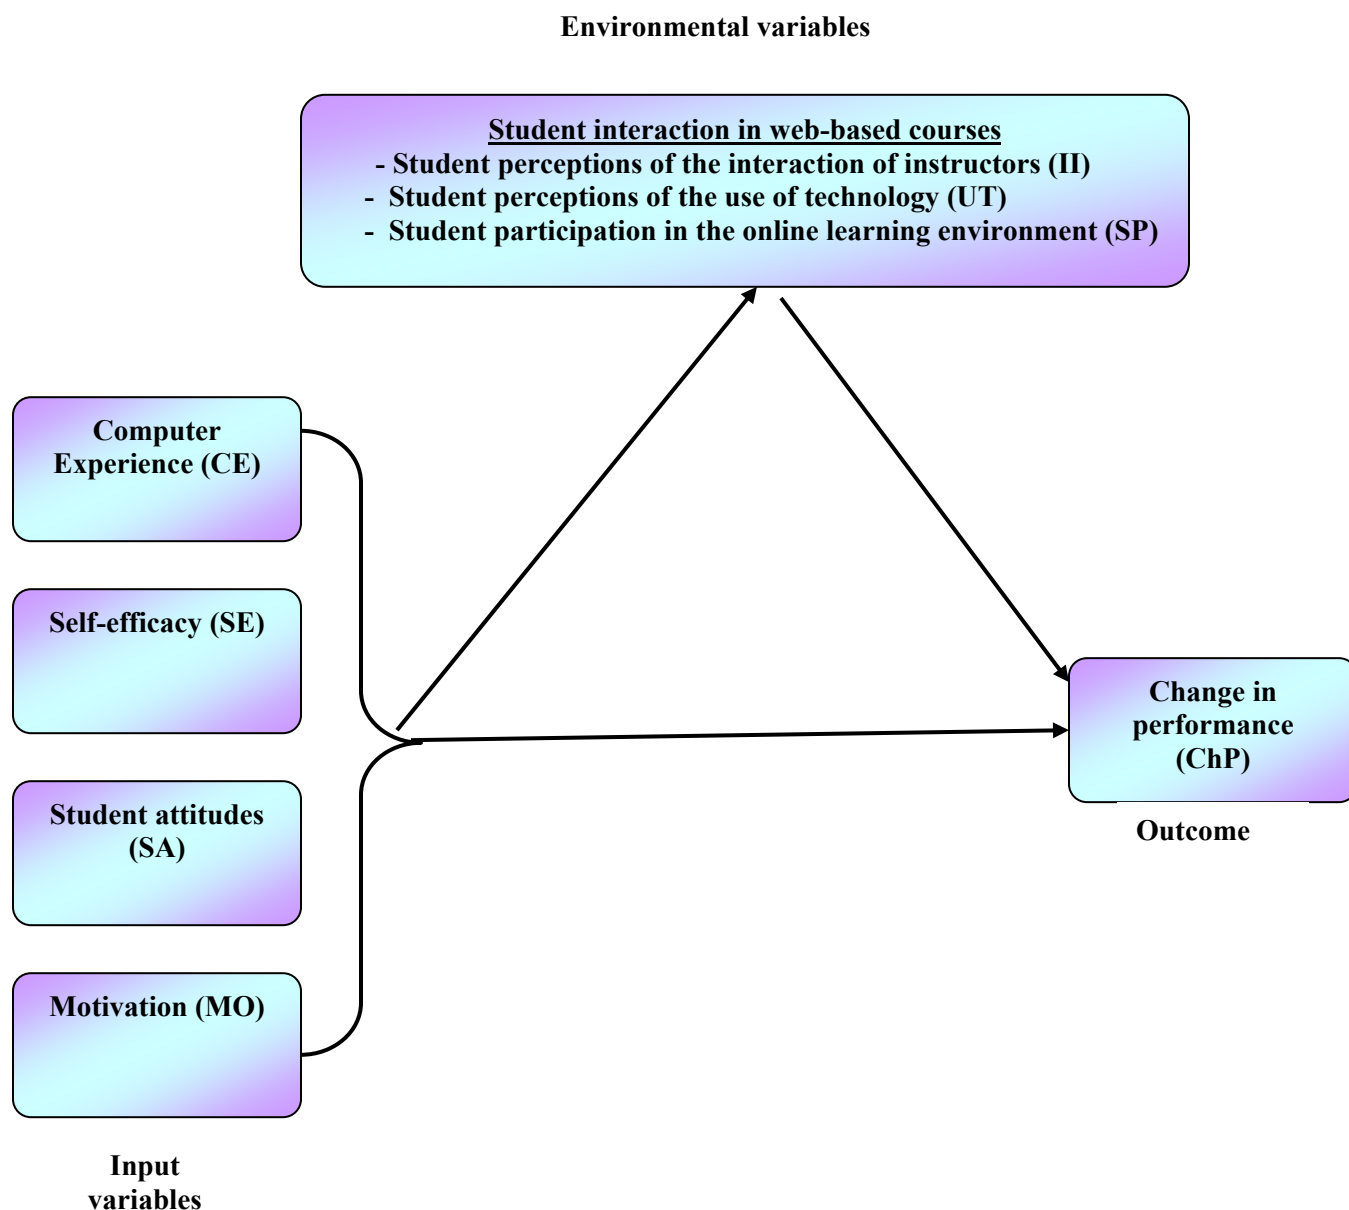 Environmental variables
Student interaction in web-based courses
- Student perceptions of the interaction of instructors (II)
- Student perceptions of the use of technology (UT)
- Student participation in the online learning environment (SP)
Computer
Experience (CE)
Self-efficacy (SE)
Student attitudes
(SA)
Motivation (MO)
Input
variables
Change in
performance
(ChP)
Outcome